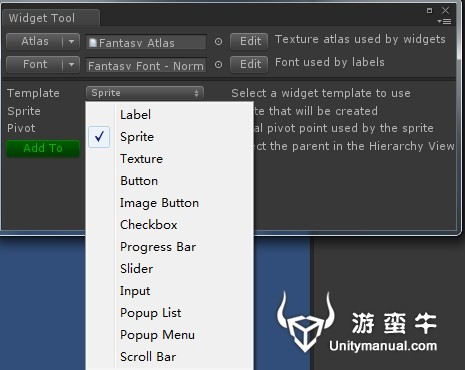 Widget Tool
Atlas Fantasy Atlas Edit Texture atlas used by widgets
Font Fantasy Font - Norm Edit Font used by labels
Template Sprite Select a widget template to use
Sprite te that will be created
Pivot al pivot point used by the sprite
Add To ct the parent in the Hierarchy View
Label
Sprite
Texture
Button
Image Button
Checkbox
Progress Bar
Slider
Input
Popup List
Popup Menu
Scroll Bar
游蛮牛
Unitymanual.com